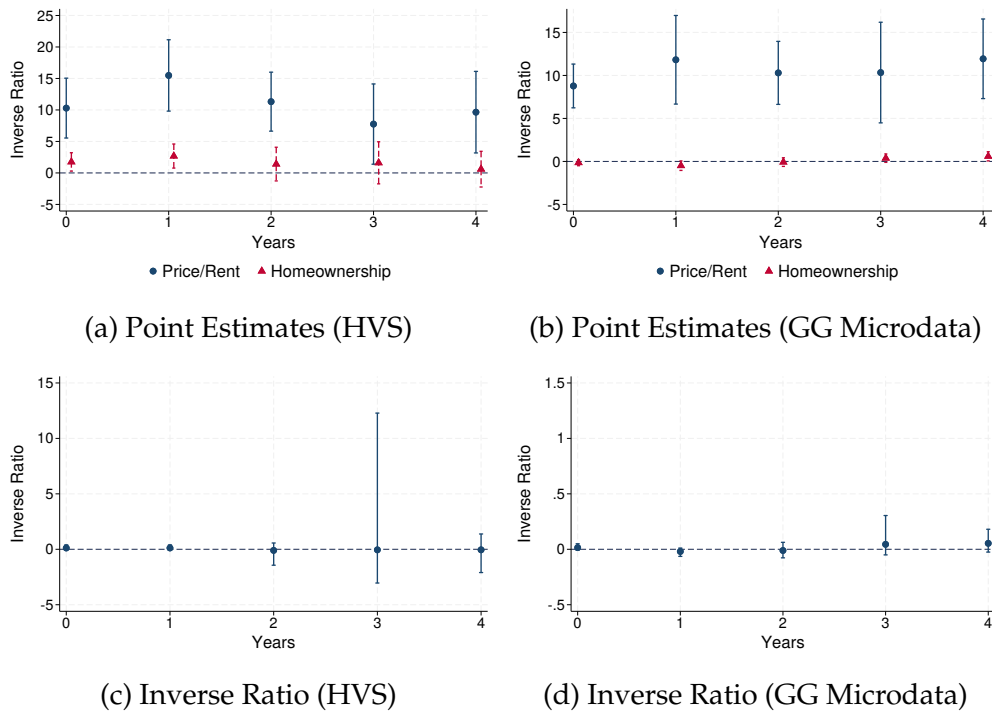 25
20
15
10
5
0
-5
Inverse Ratio
0 1 2 3 4
Years
Price/Rent Homeownership
(a) Point Estimates (HVS)
15
10
5
0
-5
Inverse Ratio
0 1 2 3 4
Years
Price/Rent Homeownership
(b) Point Estimates (GG Microdata)
15
10
5
0
-5
Inverse Ratio
0 1 2 3 4
Years
(c) Inverse Ratio (HVS)
1.5
1
.5
0
-.5
Inverse Ratio
0 1 2 3 4
Years
(d) Inverse Ratio (GG Microdata)